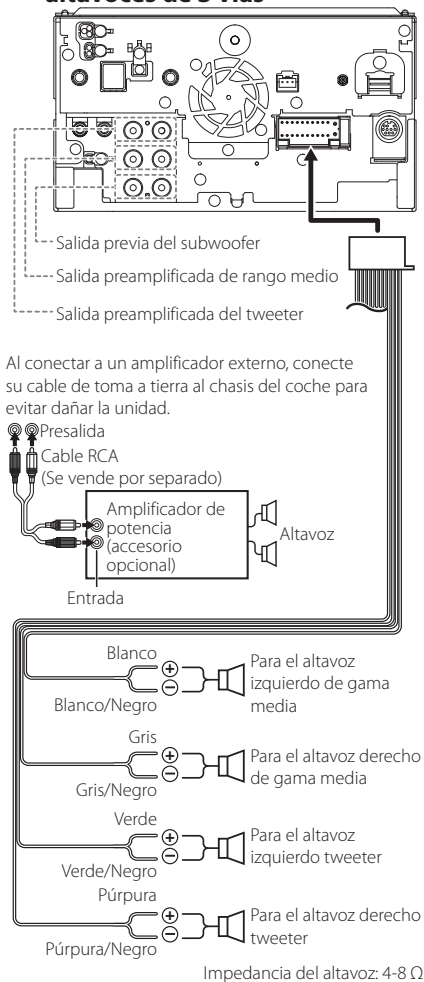 altavoces de 3 vías
Salida previa del subwoofer
Salida preamplificada de rango medio
Salida preamplificada del tweeter
Al conectar a un amplificador externo, conecte
su cable de toma a tierra al chasis del coche para
evitar dañar la unidad.
Presalida
Cable RCA
(Se vende por separado)
Amplificador de
potencia
(accesorio
opcional)
Altavoz
Entrada
Blanco
Blanco/Negro
Para el altavoz
izquierdo de gama
media
Gris
Gris/Negro
Para el altavoz derecho
de gama media
Verde
Verde/Negro
Para el altavoz
izquierdo tweeter
Púrpura
Púrpura/Negro
Para el altavoz derecho
tweeter
Impedancia del altavoz: 4-8 Ω